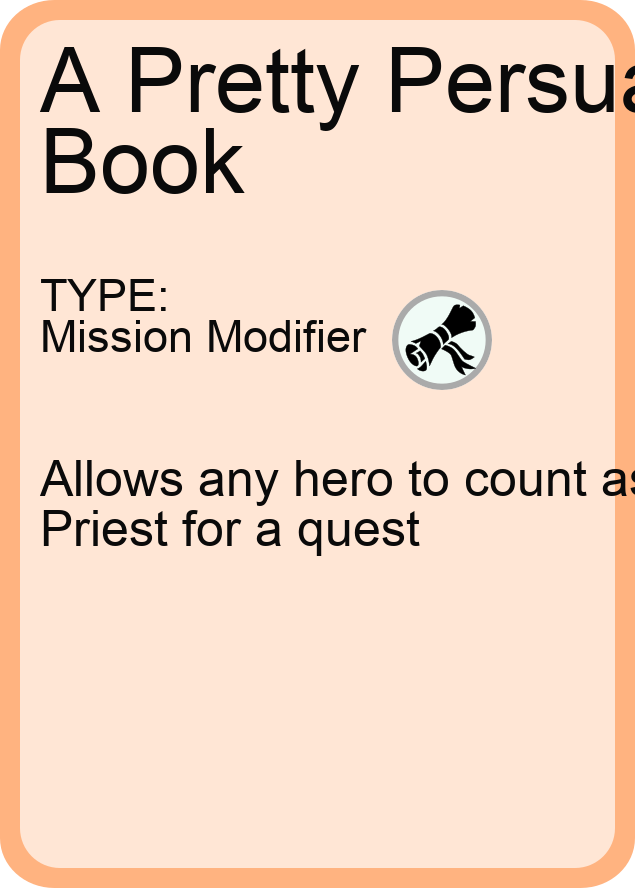 A Pretty
Book
TYPE:
Mission Modifier
Allows any hero to count
Priest for a quest